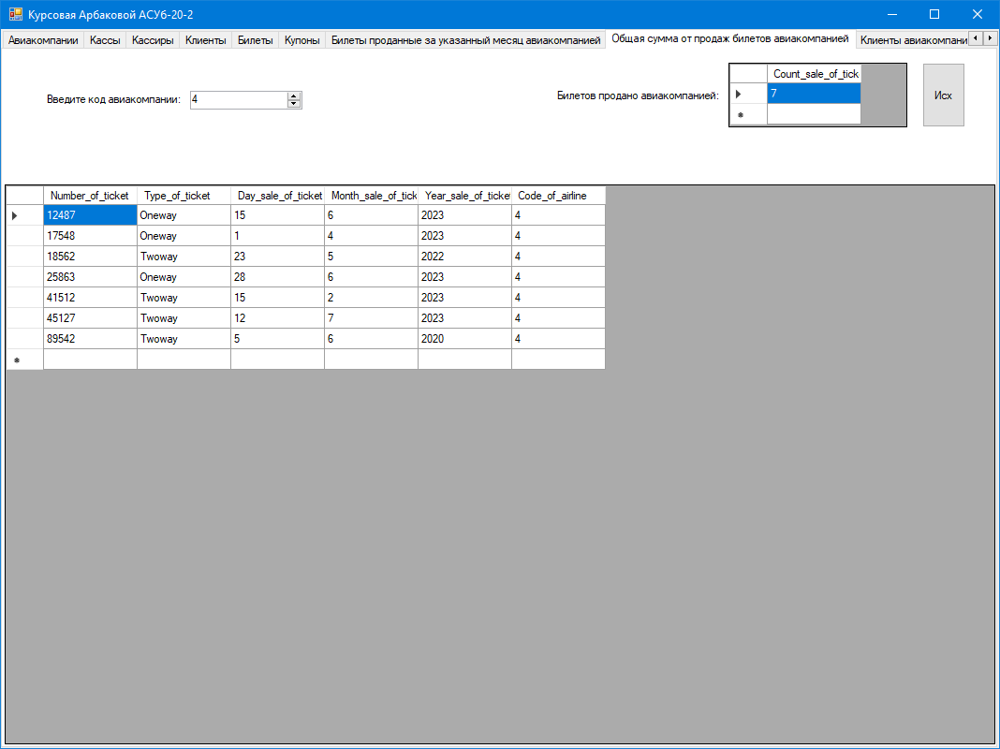 Курсовая Арбаковой АСУб-20-2
Авиакомпании Кассы Кассиры Клиенты Билеты Купоны Билеты проданные за указанный месяц авиакомпанией Общая сумма от продаж билетов авиакомпанией Клиенты авиакомпани
Введите код авиакомпании: 4
Билетов продано авиакомпанией:
Count_sale_of_tick
7
Исх
Number_of_ticket Type_of_ticket Day_sale_of_ticket Month_sale_of_tick Year_sale_of_ticket Code_of_airline
12487 Oneway 15 6 2023 4
17548 Oneway 1 4 2023 4
18562 Twoway 23 5 2022 4
25863 Oneway 28 6 2023 4
41512 Twoway 15 2 2023 4
45127 Twoway 12 7 2023 4
89542 Twoway 5 6 2020 4